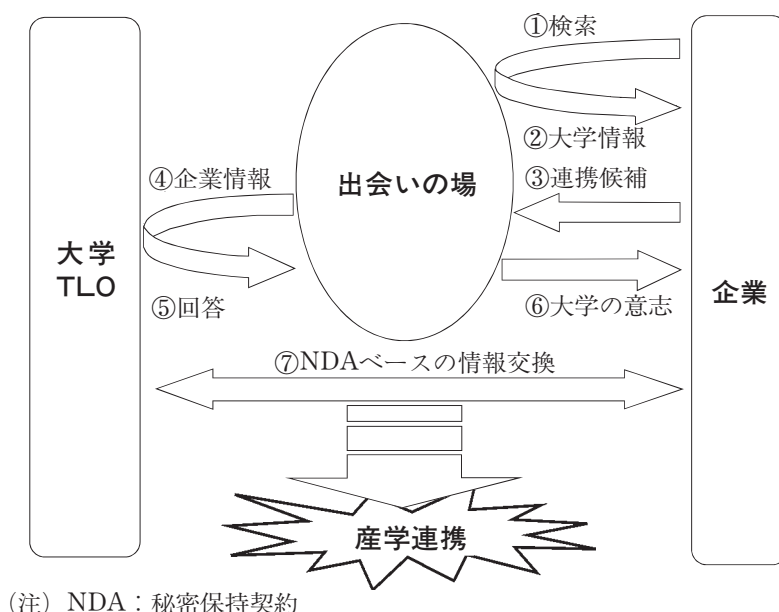 ①検索
②大学情報
④企業情報
出会いの場
③連携候補
大学
TLO
企業
⑤回答
⑥大学の意志
⑦NDAベースの情報交換
産学連携
(注) NDA：秘密保持契約